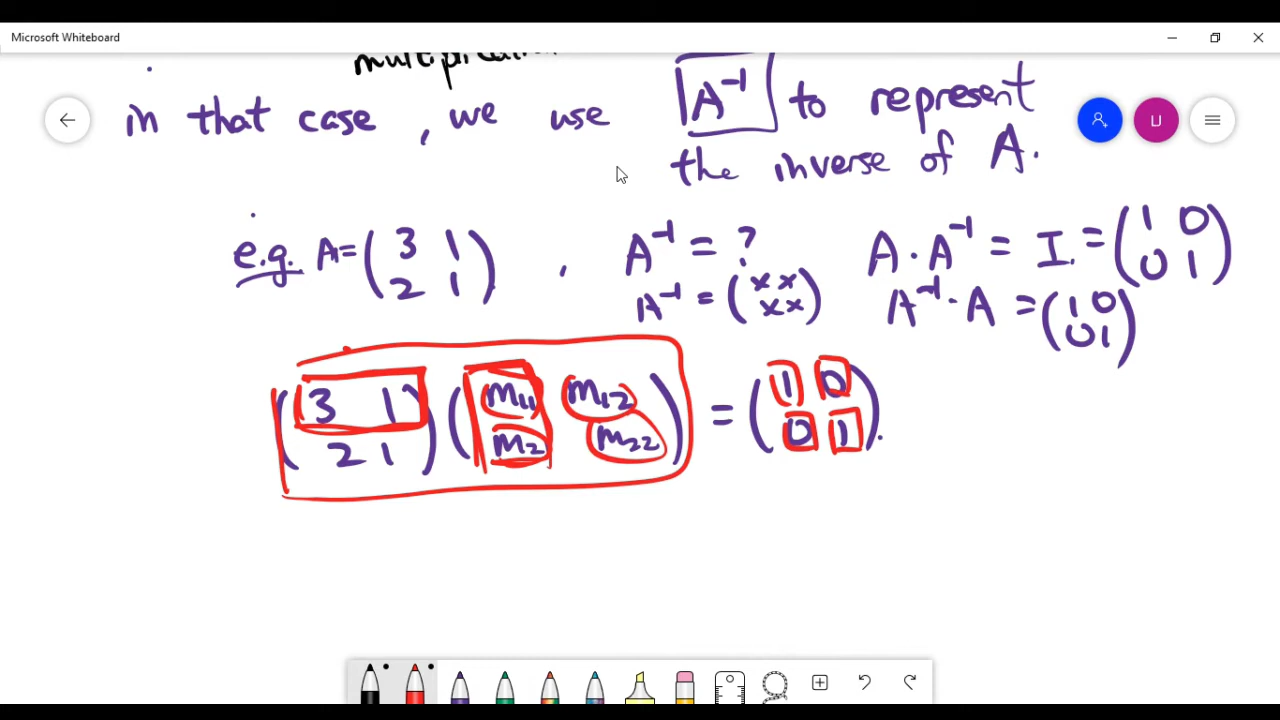 Microsoft Whiteboard
multiplication
in that case, we use A⁻¹ to represent
the inverse of A.
e.g. A = (3 1 2 1), A⁻¹ = ? A · A⁻¹ = I. = (1 0 0 1)
A⁻¹ = (x x x x) A⁻¹ · A = (1 0 0 1)
(3 1 2 1)(m11 m12 m2 m22) = (1 0 0 1).
U